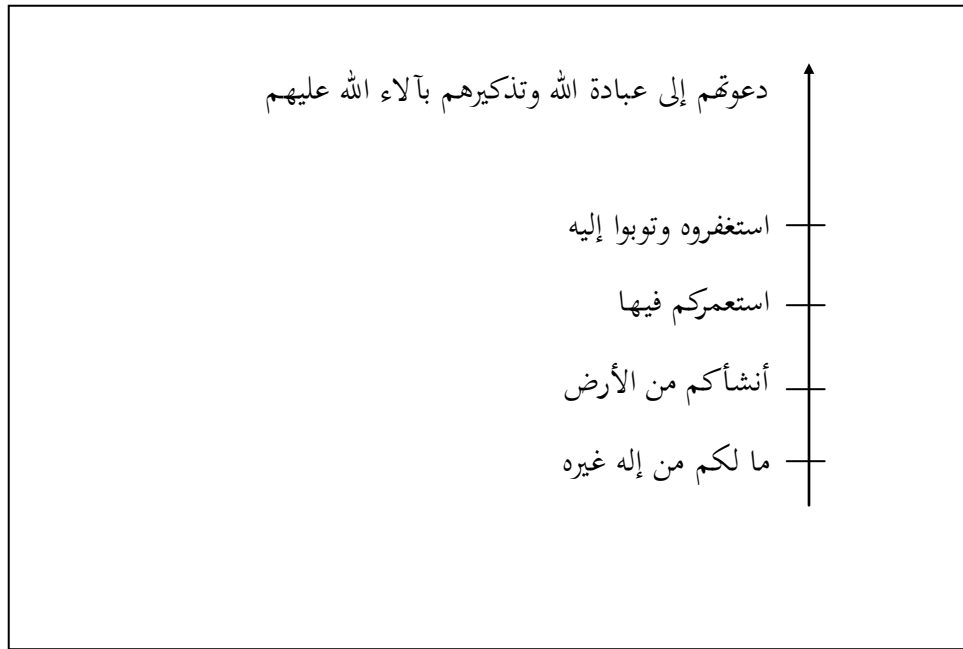 دعوتهم إلى عبادة الله وتذكيرهم بآلاء الله عليهم
استغفروه وتوبوا إليه
استعمركم فيها
أنشأكم من الأرض
ما لكم من إله غيره